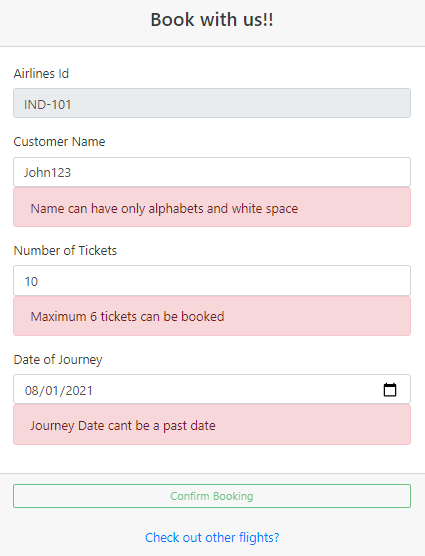 Book with us!!
Airlines Id
IND-101
Customer Name
John123
Name can have only alphabets and white space
Number of Tickets
10
Maximum 6 tickets can be booked
Date of Journey
08/01/2021
Journey Date cant be a past date
Confirm Booking
Check out other flights?